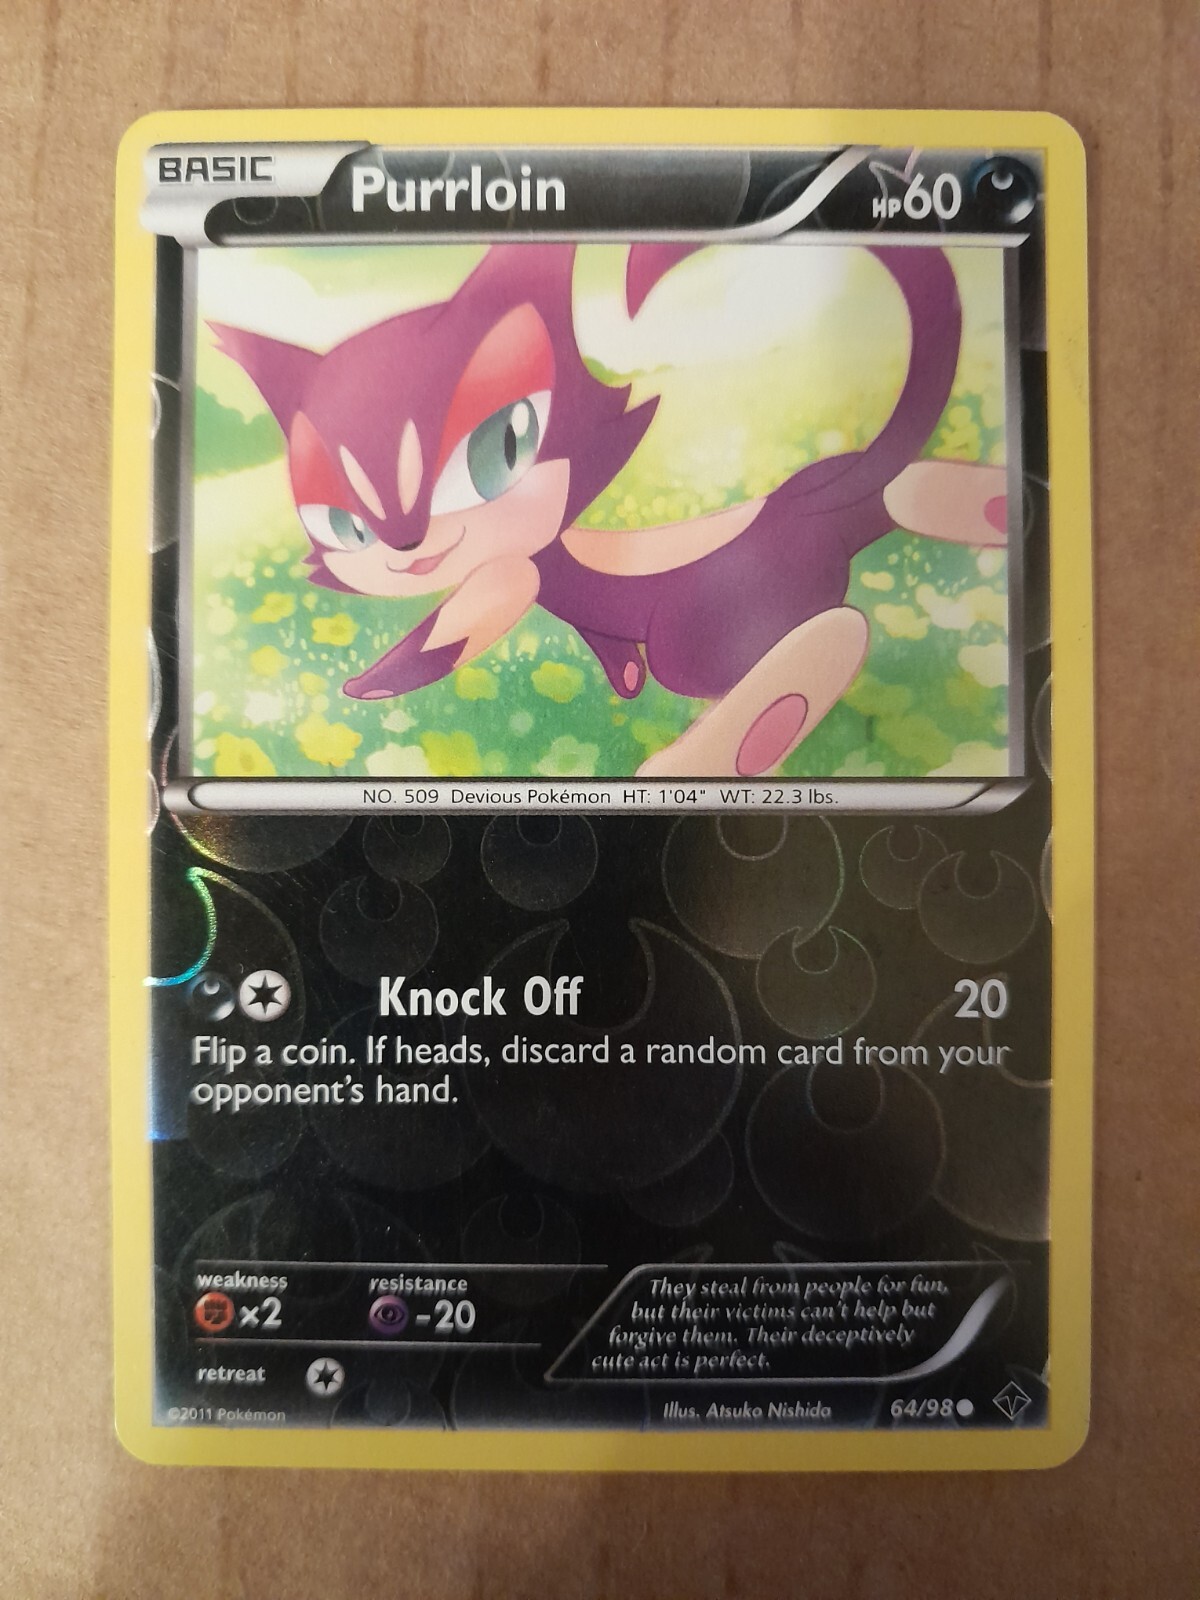 BASIC
Purrloin
HP60
NO. 509 Devious Pokémon HT: 1'04" WT: 22.3 lbs.
Knock Off 20
Flip a coin. If heads, discard a random card from your
opponent's hand.
weakness
×2
resistance
-20
retreat
They steal from people for fun,
but their victims can't help but
forgive them. Their deceptively
cute act is perfect.
©2011 Pokémon
Illus. Atsuko Nishida
64/98